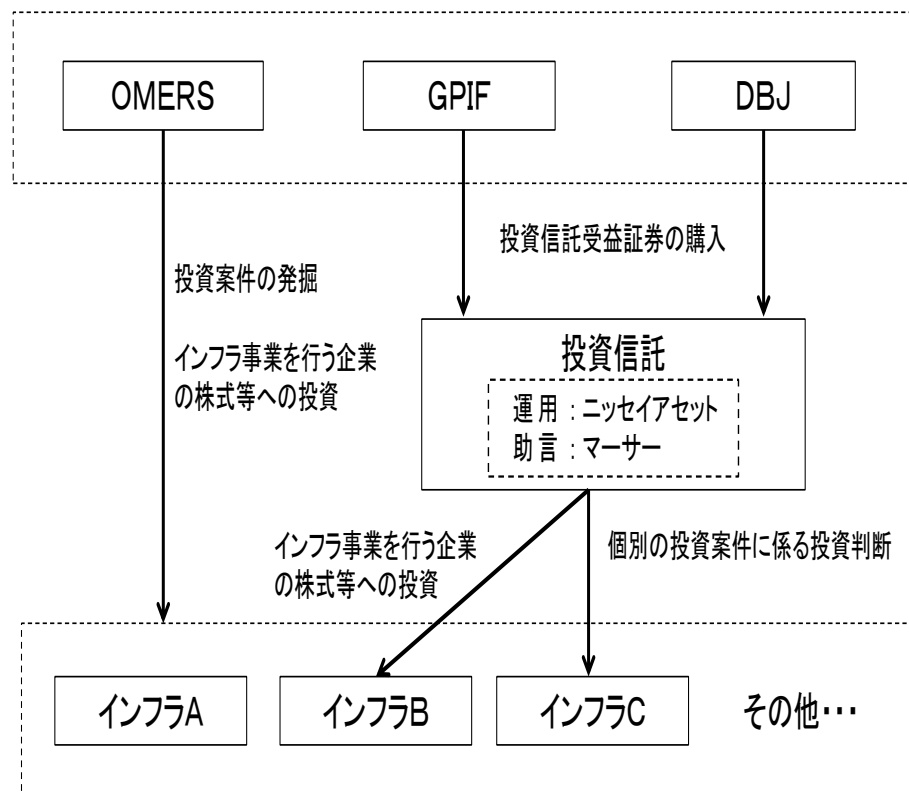 OMERS
GPIF
DBJ
投資信託受益証券の購入
投資案件の発掘
インフラ事業を行う企業
の株式等への投資
投資信託
運用:ニッセイアセット
助言:マーサー
インフラ事業を行う企業
の株式等への投資
個別の投資案件に係る投資判断
インフラA
インフラB
インフラC
その他・・・